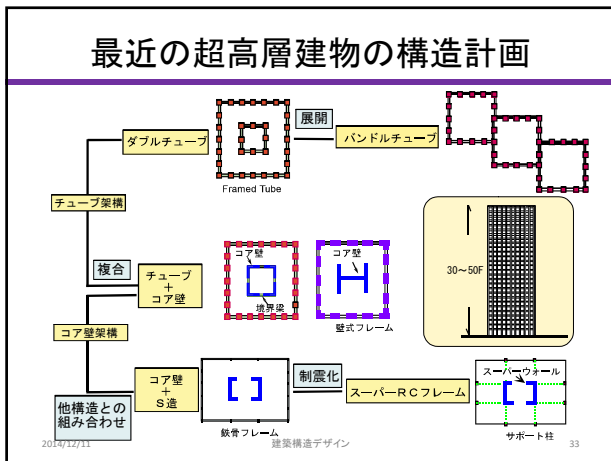 最近の超高層建物の構造計画
ダブルチューブ
展開
バンドルチューブ
Framed Tube
チューブ架構
30～50F
複合
チューブ
＋
コア壁
コア壁
境界梁
コア壁
壁式フレーム
コア壁架構
コア壁
＋
S造
制震化
スーパーRCフレーム
スーパーウォール
他構造との
組み合わせ
鉄骨フレーム
サポート柱
2014/12/11
建築構造デザイン
33